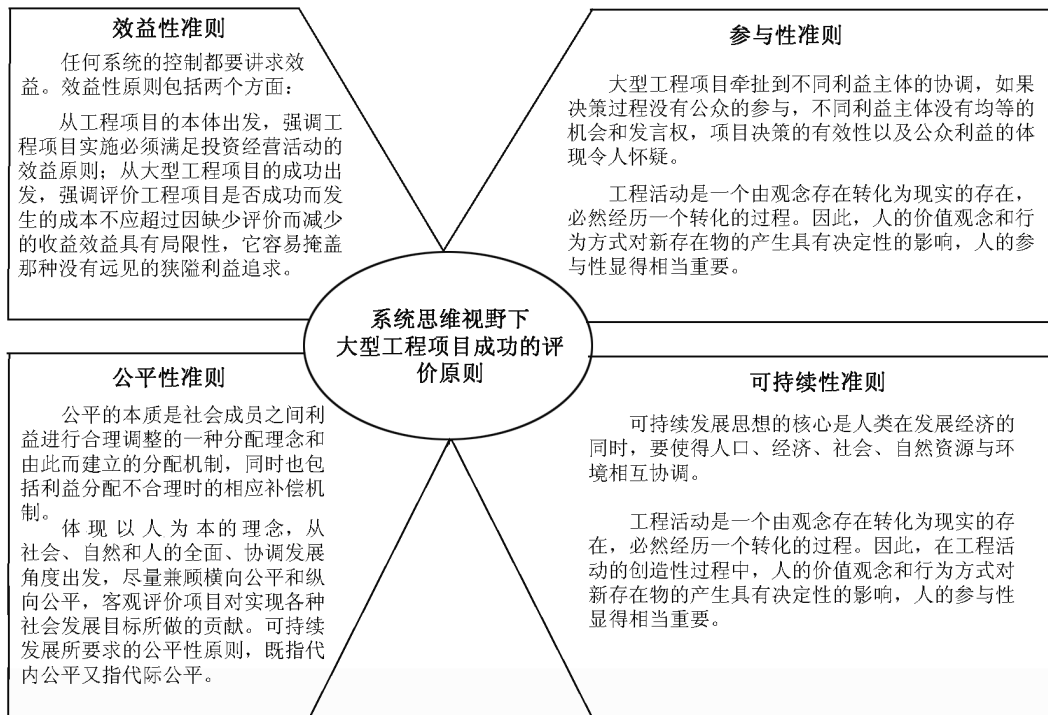 效益性准则
任何系统的控制都要讲求效
益。效益性原则包括两个方面：
从工程项目的本体出发，强调工
程项目实施必须满足投资经营活动的
效益原则；从大型工程项目的成功出
发，强调评价工程项目是否成功而发
生的成本不应超过因缺少评价而减少
的收益效益具有局限性，它容易掩盖
那种没有远见的狭隘利益追求。
参与性准则
大型工程项目牵扯到不同利益主体的协调，如果
决策过程没有公众的参与，不同利益主体没有均等的
机会和发言权，项目决策的有效性以及公众利益的体
现令人怀疑。
工程活动是一个由观念存在转化为现实的存在，
必然经历一个转化的过程。因此，人的价值观念和行
为方式对新存在物的产生具有决定性的影响，人的参
与性显得相当重要。
系统思维视野下
大型工程项目成功的评
价原则
公平性准则
公平的本质是社会成员之间利
益进行合理调整的一种分配理念和
由此而建立的分配机制，同时也包
括利益分配不合理时的相应补偿机
制。
体现以人为本的理念，从
社会、自然和人的全面、协调发展
角度出发，尽量兼顾横向公平和纵
向公平，客观评价项目对实现各种
社会发展目标所做的贡献。可持续
发展所要求的公平性原则，既指代
内公平又指代际公平。
可持续性准则
可持续发展思想的核心是人类在发展经济的
同时，要使得人口、经济、社会、自然资源与环
境相互协调。
工程活动是一个由观念存在转化为现实的存
在，必然经历一个转化的过程。因此，在工程活
动的创造性过程中，人的价值观念和行为方式对
新存在物的产生具有决定性的影响，人的参与性
显得相当重要。